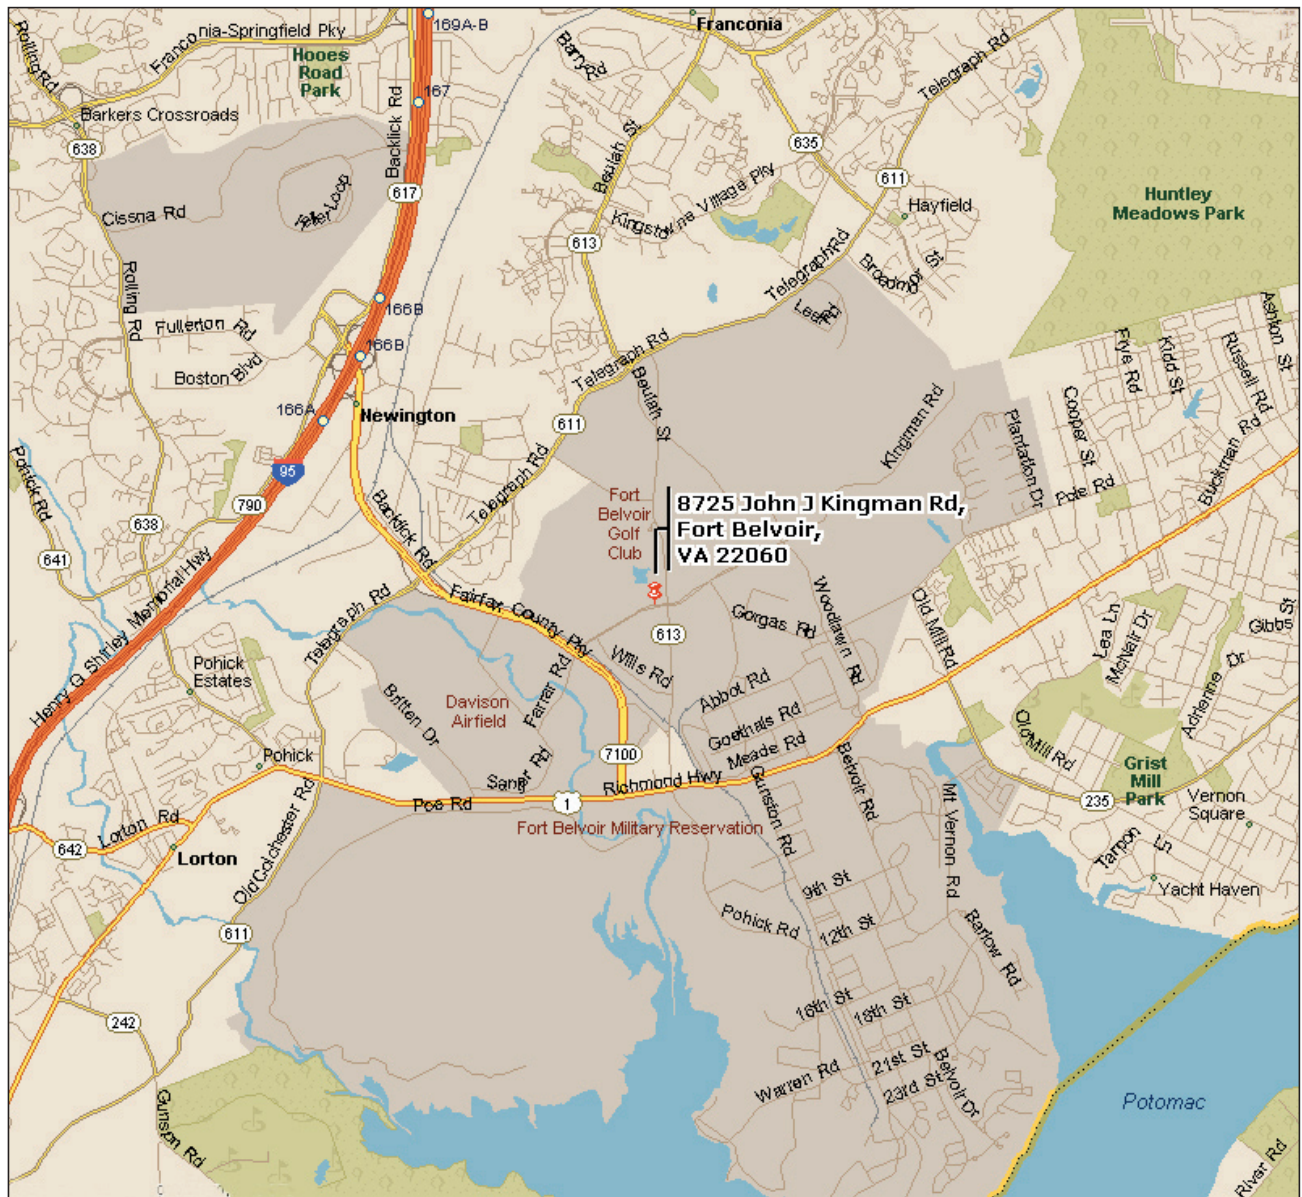 Franconia-Springfield Pky
169A-B
Franconia
Rolling Rd
Hooes
Road
Park
Barry Rd
Telegraph Rd
167
Backlick Rd
Barkers Crossroads
638
635
Beulah St
617
611
Huntley
Meadows Park
Cissna Rd
Kingstowne Village Pky
Hayfield
613
Telegraph Rd
Rolling Rd
166B
Fullerton Rd
Telegraph Rd
Ashton St
Frye Rd
Kidd St
Russell Rd
166B
Boston Blvd
Beulah St
Kingman Rd
Cooper St
166A
Newington
611
Plantation Dr
Buckman Rd
Pohick Rd
95
Telegraph Rd
Pole Rd
790
Fort
Belvoir
Golf
Club
8725 John J Kingman Rd,
Fort Belvoir,
VA 22060
638
Backlick Rd
641
Henry G Shirley Memorial Hwy
Telegraph Rd
Fairfax County Pky
Woodlawn Rd
Old Mill Rd
Lea Ln
McNair Dr
Gibbs St
Gorgas Rd
613
Pohick
Estates
Wills Rd
Farrar Rd
Abbot Rd
Adrienne Dr
Britten Dr
Davison
Airfield
Goethals Rd
Old Mill Rd
Meade Rd
Pohick
7100
Belvoir Rd
Grist
Mill
Park
Richmond Hwy
Poe Rd
1
Gunston Rd
Mt Vernon Rd
235
Vernon
Square
Lorton Rd
Old Colchester Rd
Fort Belvoir Military Reservation
642
Lorton
Tarpon Ln
9th St
Yacht Haven
Pohick Rd
12th St
Barlow Rd
611
16th St
18th St
242
21st St
Belvoir Dr
Warren Rd
23rd St
Potomac
Gunston Rd
River Rd